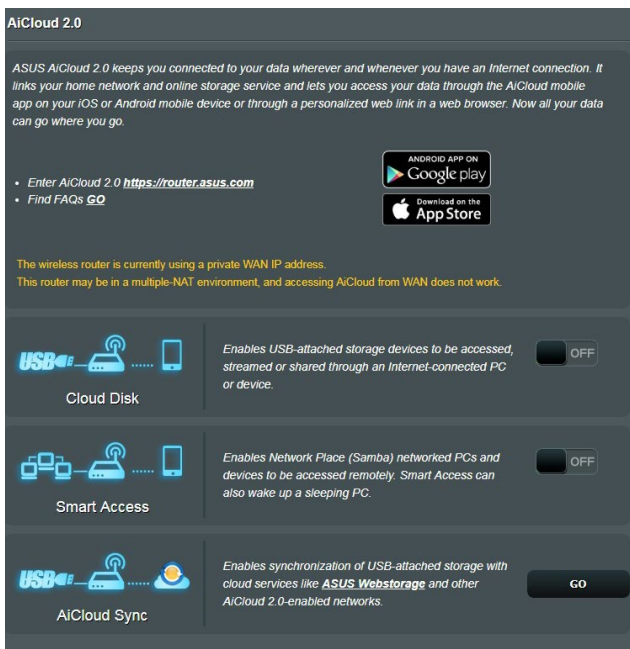 AiCloud 2.0
ASUS AiCloud 2.0 keeps you connected to your data wherever and whenever you have an Internet connection. It
links your home network and online storage service and lets you access your data through the AiCloud mobile
app on your iOS or Android mobile device or through a personalized web link in a web browser. Now all your data
can go where you go.
ANDROID APP ON
Google play
• Enter AiCloud 2.0 https://router.asus.com
• Find FAQs GO
Download on the
App Store
The wireless router is currently using a private WAN IP address.
This router may be in a multiple-NAT environment, and accessing AiCloud from WAN does not work.
USB
Cloud Disk
Enables USB-attached storage devices to be accessed,
streamed or shared through an Internet-connected PC
or device.
OFF
Smart Access
Enables Network Place (Samba) networked PCs and
devices to be accessed remotely. Smart Access can
also wake up a sleeping PC.
OFF
USB
AiCloud Sync
Enables synchronization of USB-attached storage with
cloud services like ASUS Webstorage and other
AiCloud 2.0-enabled networks.
GO